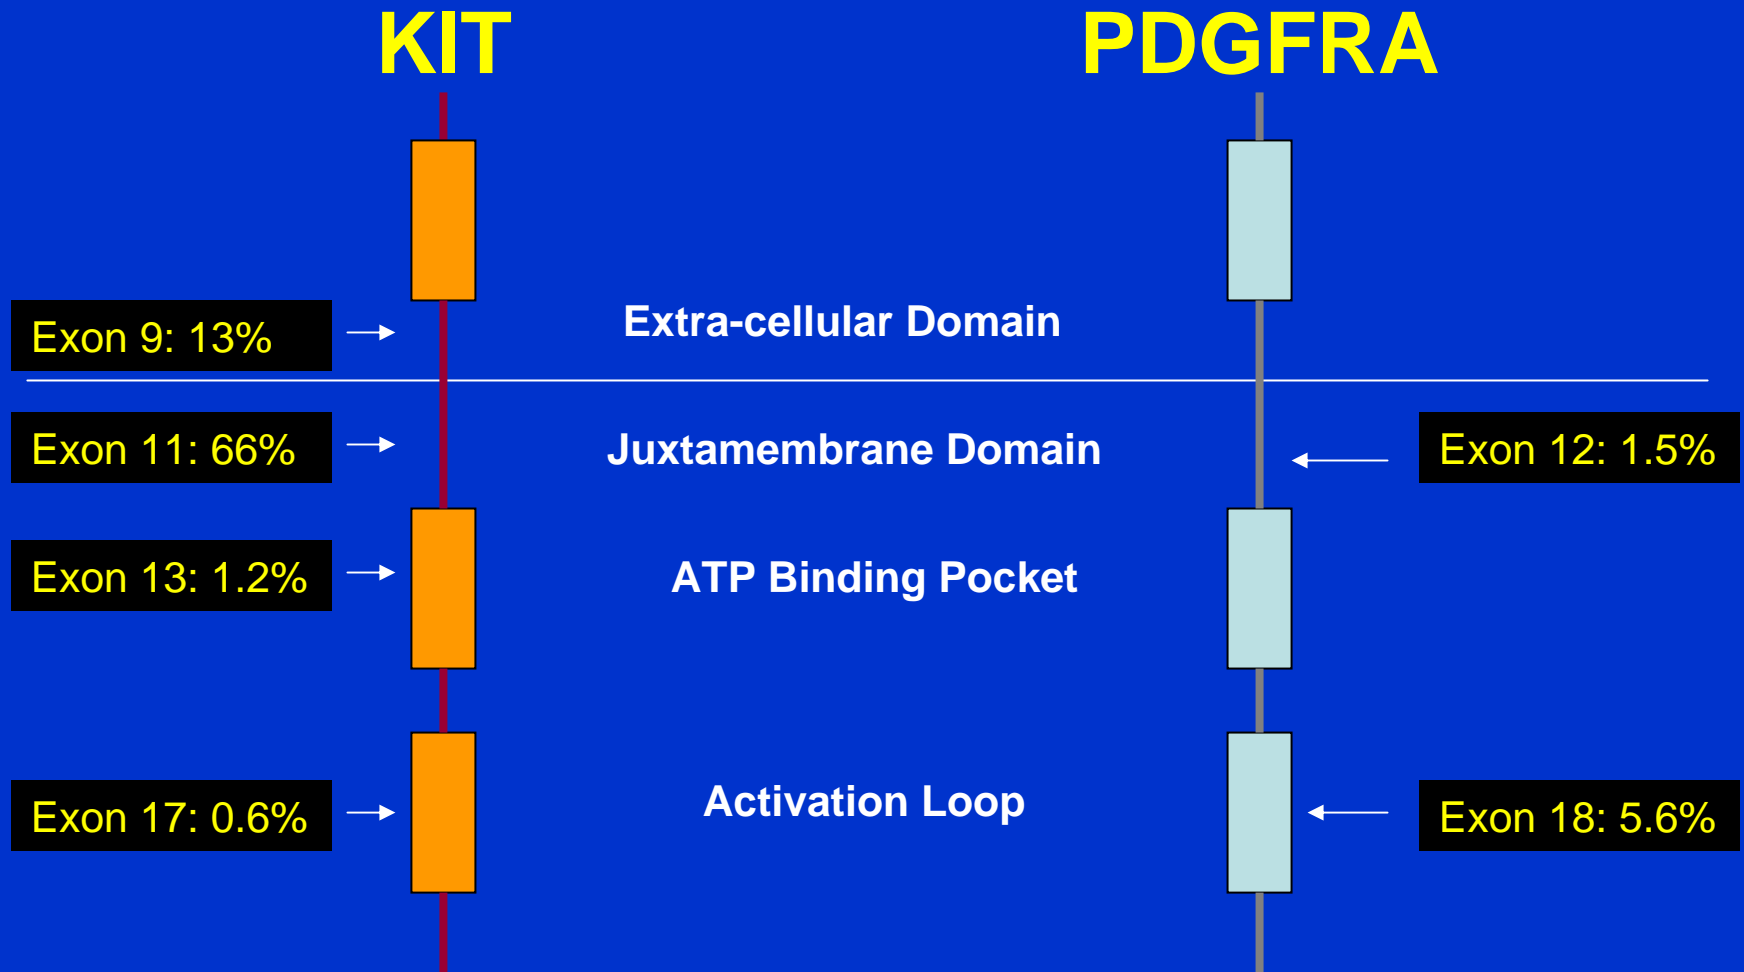 KIT
PDGFRA
Extra-cellular Domain
Exon 9: 13%
Exon 11: 66%
Juxtamembrane Domain
Exon 12: 1.5%
Exon 13: 1.2%
ATP Binding Pocket
Exon 17: 0.6%
Activation Loop
Exon 18: 5.6%